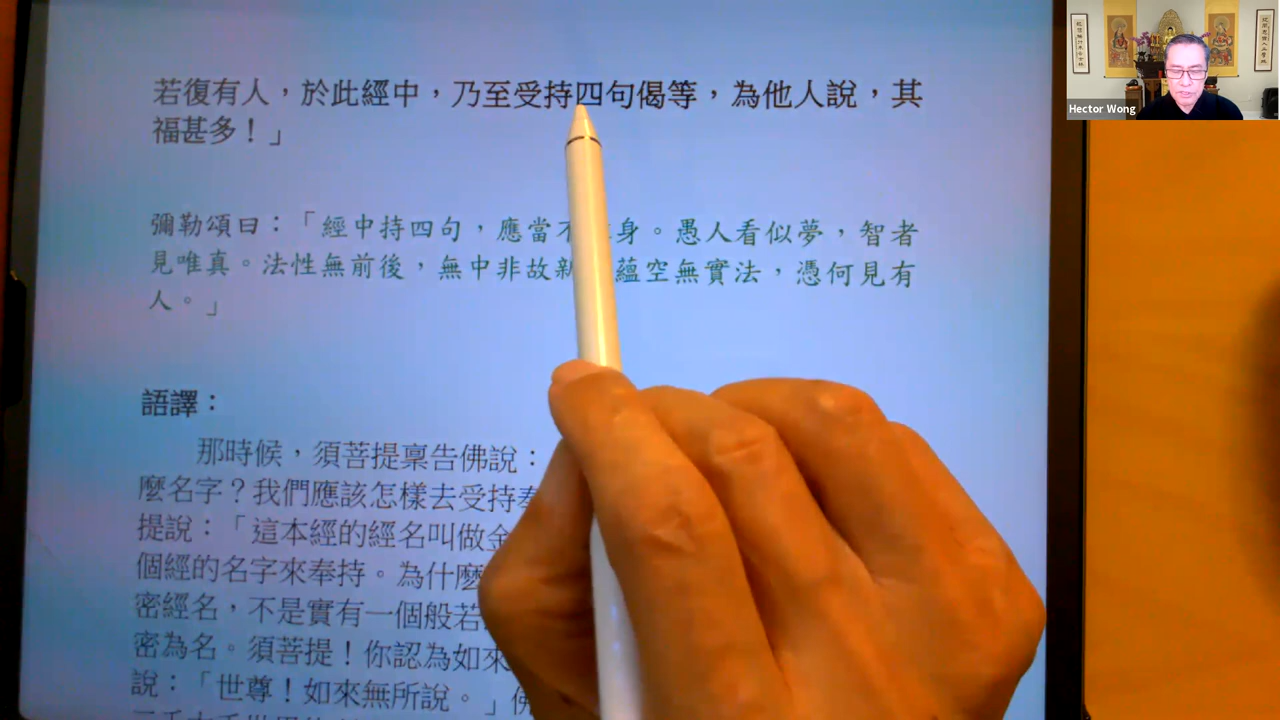 若復有人，於此經中，乃至受持四句偈等，為他人說，其
福甚多！」
彌勒頌曰：「經中持四句，應當不身。愚人看似夢，智者
見唯真。法性無前後，無中非故新蘊空無實法，憑何見有
人。」
語譯：
那時候，須菩提稟告佛說：
麼名字？我們應該怎樣去受持奉
提說：「這本經的經名叫做金
個經的名字來奉持。為什麼
密經名，不是實有一個般若
密為名。須菩提！你認為如來
說：「世尊！如來無所說。」佛
Hector Wong